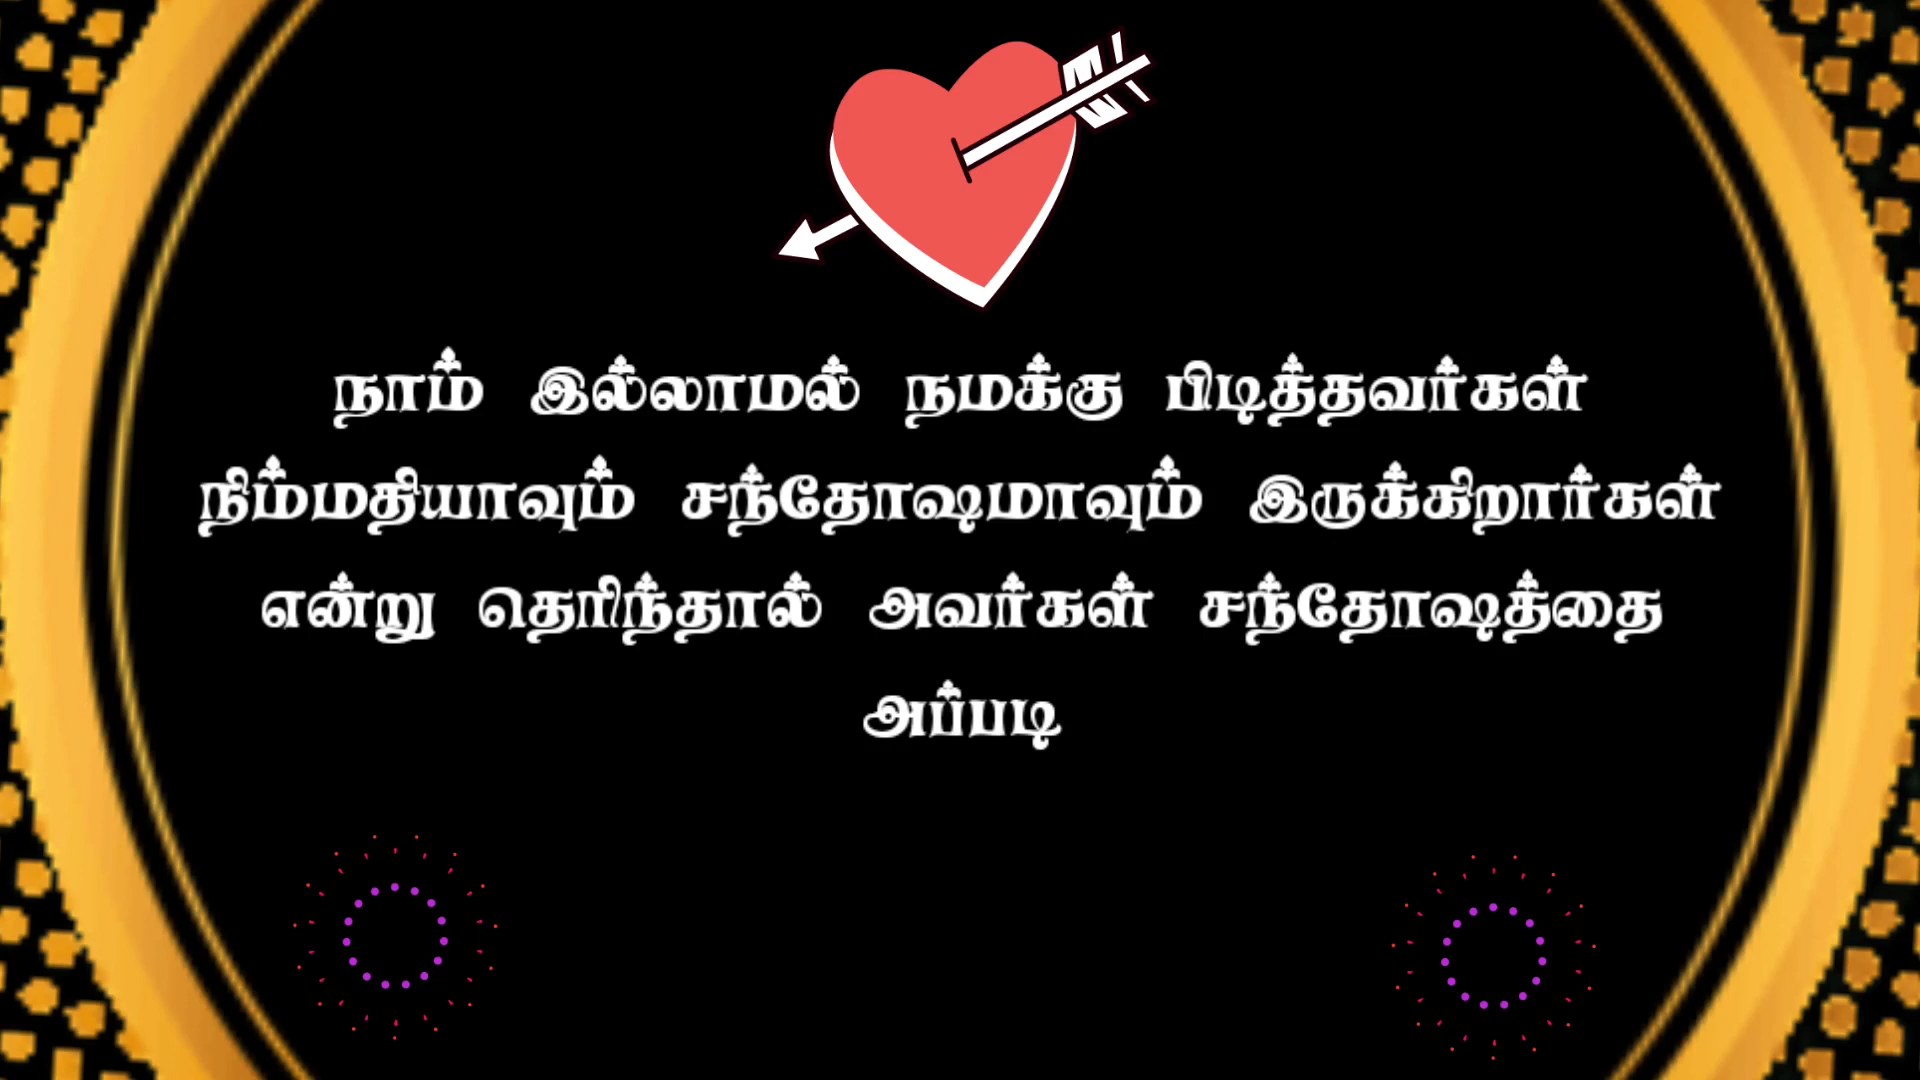 நாம் இல்லாமல் நமக்கு பிடித்தவர்கள்
நிம்மதியாவும் சந்தோஷமாவும் இருக்கிறார்கள்
என்று தெரிந்தால் அவர்கள் சந்தோஷத்தை
அப்படி